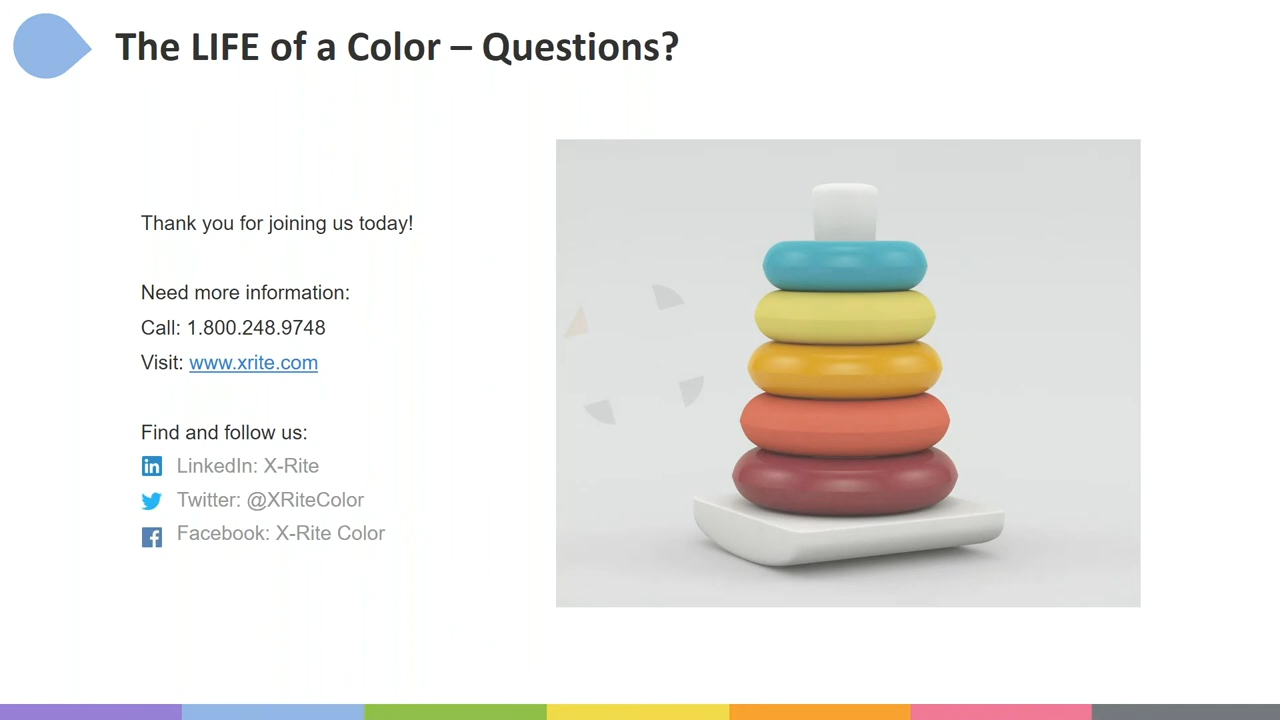 The LIFE of a Color – Questions?
Thank you for joining us today!
Need more information:
Call: 1.800.248.9748
Visit: www.xrite.com
Find and follow us:
LinkedIn: X-Rite
Twitter: @XRiteColor
Facebook: X-Rite Color